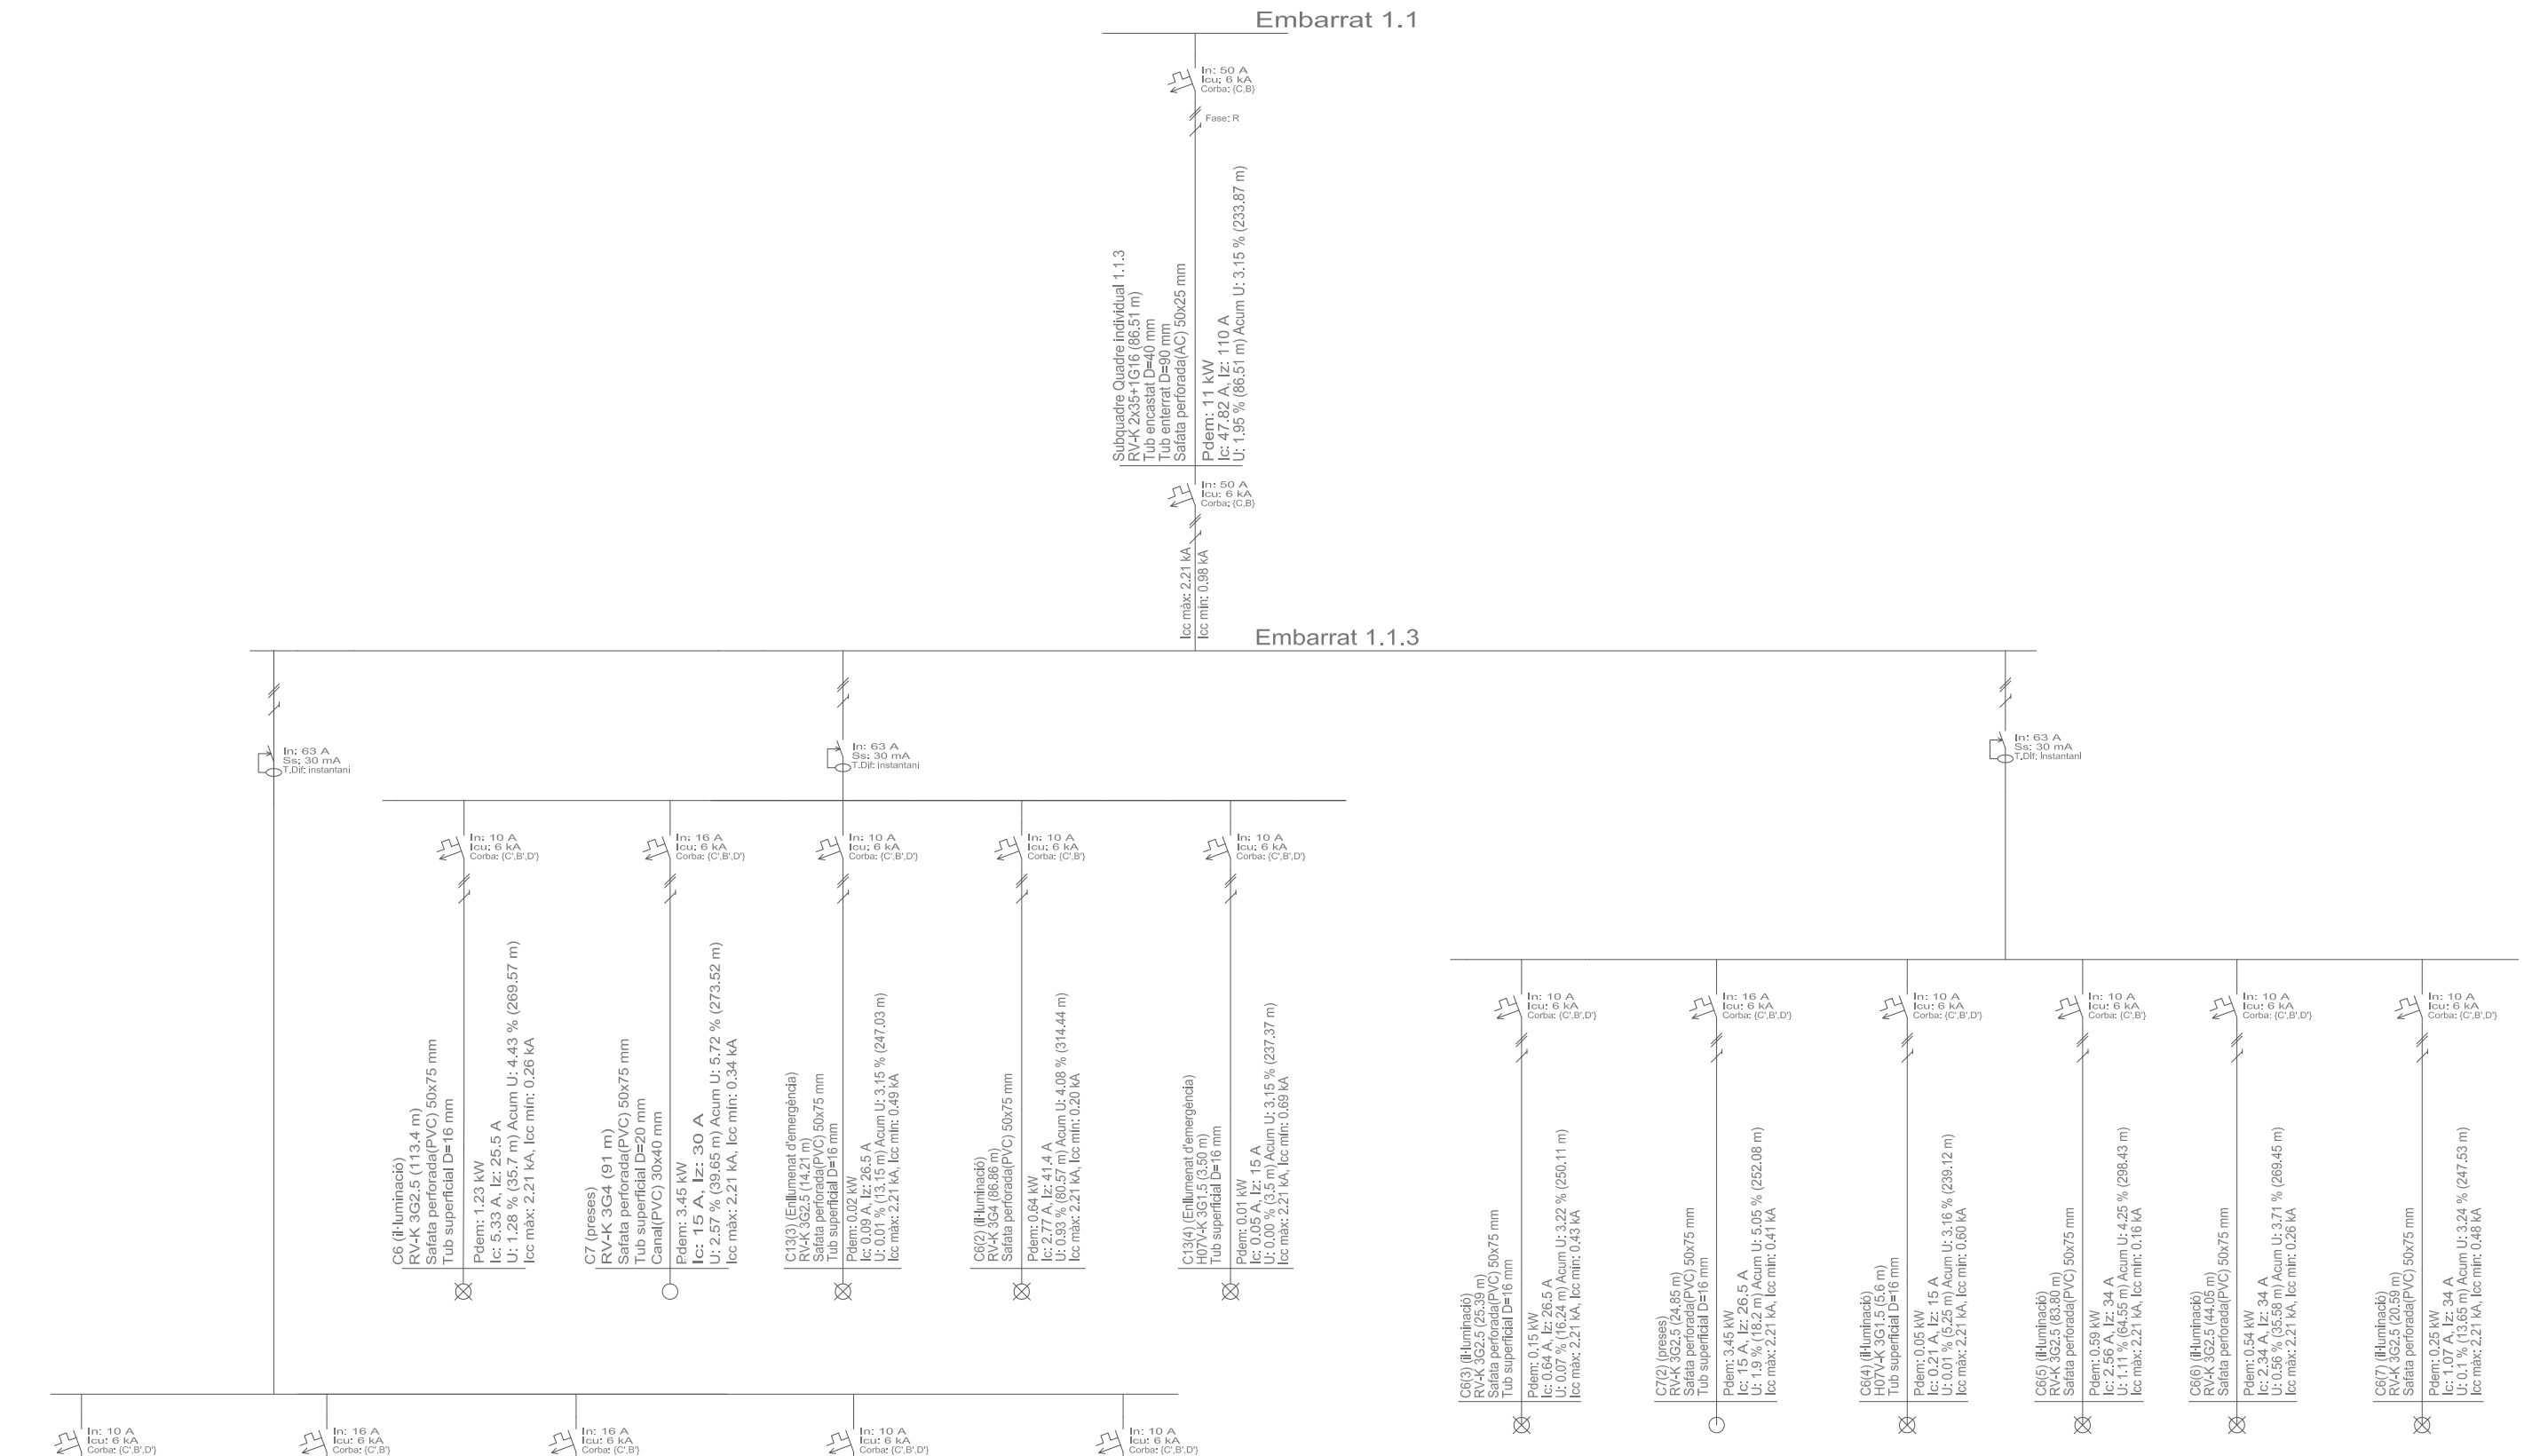 Embarrat 1.1
In: 50 A
Icu: 6 kA
Corba: {C,B}
Fase: R
Subquadre Quadre individual 1.1.3
RV-K 2x35+1G16 (86.51 m)
Tub encastat D=40 mm
Tub enterrat D=90 mm
Safata perforada(AC) 50x25 mm
Pdem: 11 kW
Ic: 47.82 A, Iz: 110 A
U: 1.95 % (86.51 m) Acum U: 3.15 % (233.87 m)
In: 50 A
Icu: 6 kA
Corba: {C,B}
Icc màx: 2.21 kA
Icc mín: 0.98 kA
Embarrat 1.1.3
In: 63 A
Ss: 30 mA
T.Dif: Instantani
In: 63 A
Ss: 30 mA
T.Dif: Instantani
In: 63 A
Ss: 30 mA
T.Dif: Instantani
In: 10 A
Icu: 6 kA
Corba: {C',B',D'}
C6 (il·luminació)
RV-K 3G2.5 (113.4 m)
Safata perforada(PVC) 50x75 mm
Tub superficial D=16 mm
Pdem: 1.23 kW
Ic: 5.33 A, Iz: 25.5 A
U: 1.28 % (35.7 m) Acum U: 4.43 % (269.57 m)
Icc màx: 2.21 kA, Icc mín: 0.26 kA
In: 16 A
Icu: 6 kA
Corba: {C',B',D'}
C7 (preses)
RV-K 3G4 (91 m)
Safata perforada(PVC) 50x75 mm
Tub superficial D=20 mm
Canal(PVC) 30x40 mm
Pdem: 3.45 kW
Ic: 15 A, Iz: 30 A
U: 2.57 % (39.65 m) Acum U: 5.72 % (273.52 m)
Icc màx: 2.21 kA, Icc mín: 0.34 kA
In: 10 A
Icu: 6 kA
Corba: {C',B',D'}
C13(3) (Enllumenat d'emergència)
RV-K 3G2.5 (14.21 m)
Safata perforada(PVC) 50x75 mm
Tub superficial D=16 mm
Pdem: 0.02 kW
Ic: 0.09 A, Iz: 26.5 A
U: 0.01 % (13.15 m) Acum U: 3.15 % (247.03 m)
Icc màx: 2.21 kA, Icc mín: 0.49 kA
In: 10 A
Icu: 6 kA
Corba: {C',B'}
C6(2) (il·luminació)
RV-K 3G4 (86.86 m)
Safata perforada(PVC) 50x75 mm
Pdem: 0.64 kW
Ic: 2.77 A, Iz: 41.4 A
U: 0.93 % (80.57 m) Acum U: 4.08 % (314.44 m)
Icc màx: 2.21 kA, Icc mín: 0.20 kA
In: 10 A
Icu: 6 kA
Corba: {C',B',D'}
C13(4) (Enllumenat d'emergència)
H07V-K 3G1.5 (3.50 m)
Tub superficial D=16 mm
Pdem: 0.01 kW
Ic: 0.05 A, Iz: 15 A
U: 0.00 % (3.5 m) Acum U: 3.15 % (237.37 m)
Icc màx: 2.21 kA, Icc mín: 0.69 kA
In: 10 A
Icu: 6 kA
Corba: {C',B',D'}
C6(3) (il·luminació)
RV-K 3G2.5 (25.39 m)
Safata perforada(PVC) 50x75 mm
Tub superficial D=16 mm
Pdem: 0.15 kW
Ic: 0.64 A, Iz: 26.5 A
U: 0.07 % (16.24 m) Acum U: 3.22 % (250.11 m)
Icc màx: 2.21 kA, Icc mín: 0.43 kA
In: 16 A
Icu: 6 kA
Corba: {C',B',D'}
C7(2) (preses)
RV-K 3G2.5 (24.85 m)
Safata perforada(PVC) 50x75 mm
Tub superficial D=16 mm
Pdem: 3.45 kW
Ic: 15 A, Iz: 26.5 A
U: 1.9 % (18.2 m) Acum U: 5.05 % (252.08 m)
Icc màx: 2.21 kA, Icc mín: 0.41 kA
In: 10 A
Icu: 6 kA
Corba: {C',B',D'}
C6(4) (il·luminació)
H07V-K 3G1.5 (5.6 m)
Tub superficial D=16 mm
Pdem: 0.05 kW
Ic: 0.21 A, Iz: 15 A
U: 0.01 % (5.25 m) Acum U: 3.16 % (239.12 m)
Icc màx: 2.21 kA, Icc mín: 0.60 kA
In: 10 A
Icu: 6 kA
Corba: {C',B'}
C6(5) (il·luminació)
RV-K 3G2.5 (83.80 m)
Safata perforada(PVC) 50x75 mm
Pdem: 0.59 kW
Ic: 2.56 A, Iz: 34 A
U: 1.11 % (64.55 m) Acum U: 4.25 % (298.43 m)
Icc màx: 2.21 kA, Icc mín: 0.16 kA
In: 10 A
Icu: 6 kA
Corba: {C',B',D'}
C6(6) (il·luminació)
RV-K 3G2.5 (44.05 m)
Safata perforada(PVC) 50x75 mm
Pdem: 0.54 kW
Ic: 2.34 A, Iz: 34 A
U: 0.56 % (35.58 m) Acum U: 3.71 % (269.45 m)
Icc màx: 2.21 kA, Icc mín: 0.26 kA
In: 10 A
Icu: 6 kA
Corba: {C',B',D'}
C6(7) (il·luminació)
RV-K 3G2.5 (20.59 m)
Safata perforada(PVC) 50x75 mm
Pdem: 0.25 kW
Ic: 1.07 A, Iz: 34 A
U: 0.1 % (13.65 m) Acum U: 3.24 % (247.53 m)
Icc màx: 2.21 kA, Icc mín: 0.48 kA
In: 10 A
Icu: 6 kA
Corba: {C',B',D'}
In: 16 A
Icu: 6 kA
Corba: {C',B'}
In: 16 A
Icu: 6 kA
Corba: {C',B'}
In: 10 A
Icu: 6 kA
Corba: {C',B',D'}
In: 10 A
Icu: 6 kA
Corba: {C',B',D'}